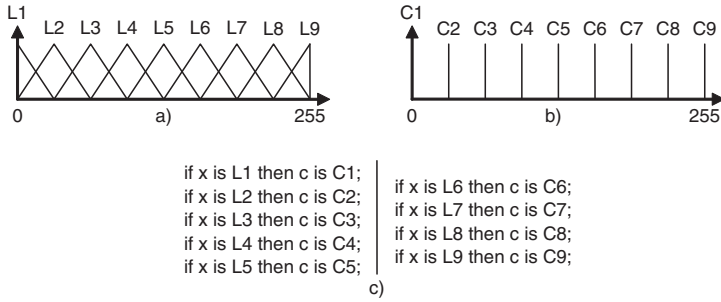 L1 L2 L3 L4 L5 L6 L7 L8 L9
0 a) 255
C1 C2 C3 C4 C5 C6 C7 C8 C9
0 b) 255
if x is L1 then c is C1;
if x is L2 then c is C2;
if x is L3 then c is C3;
if x is L4 then c is C4;
if x is L5 then c is C5;
if x is L6 then c is C6;
if x is L7 then c is C7;
if x is L8 then c is C8;
if x is L9 then c is C9;
c)